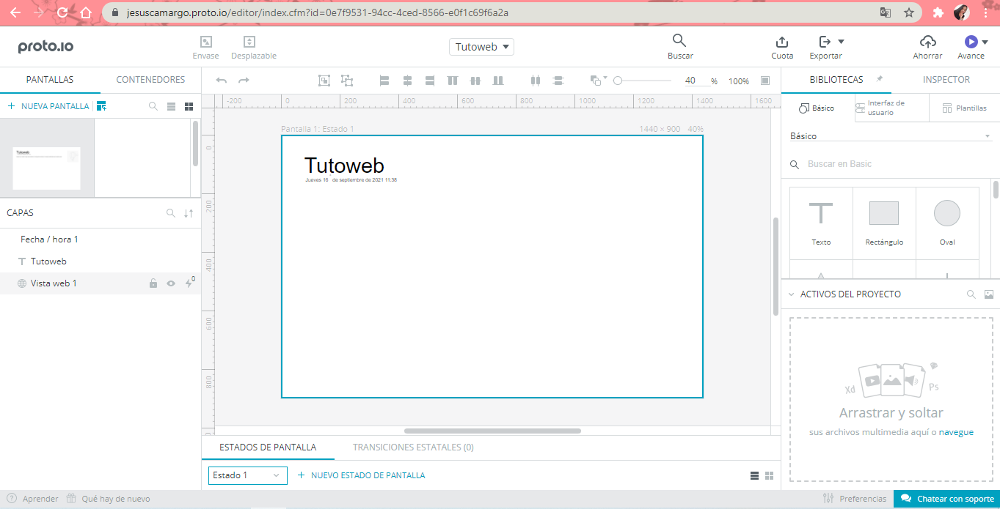 jesuscamargo.proto.io/editor/index.cfm?id=0e7f9531-94cc-4ced-8566-e0f1c69f6a2a
proto.io
Envase
Desplazable
Tutoweb
Buscar
Cuota
Exportar
Ahorrar
Avance
PANTALLAS
CONTENEDORES
40 %
100%
BIBLIOTECAS
INSPECTOR
+ NUEVA PANTALLA
-200 0 200 400 600 800 1000 1200 1400 1600
Básico
Interfaz de
usuario
Plantillas
Pantalla 1: Estado 1
1440 × 900 40%
Básico
Buscar en Basic
Tutoweb
Jueves 16 de septiembre de 2021 11:38
0
200
400
600
800
CAPAS
Fecha / hora 1
Tutoweb
Vista web 1
0
Texto
Rectángulo
Oval
ACTIVOS DEL PROYECTO
Xd
Ps
Arrastrar y soltar
sus archivos multimedia aquí o navegue
ESTADOS DE PANTALLA
TRANSICIONES ESTATALES (0)
Estado 1
+ NUEVO ESTADO DE PANTALLA
Aprender
Qué hay de nuevo
Preferencias
Chatear con soporte